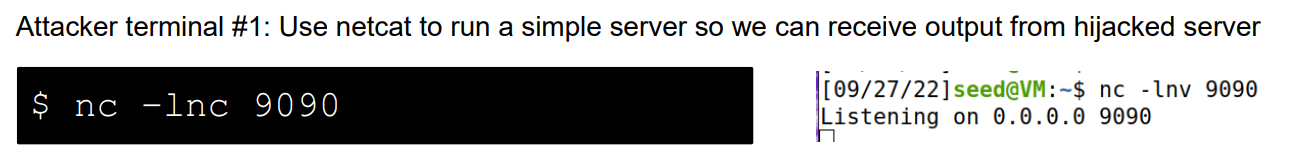 Attacker terminal #1: Use netcat to run a simple server so we can receive output from hijacked server
$ nc –lnc 9090
[09/27/22]seed@VM:~$ nc -lnv 9090
Listening on 0.0.0.0 9090